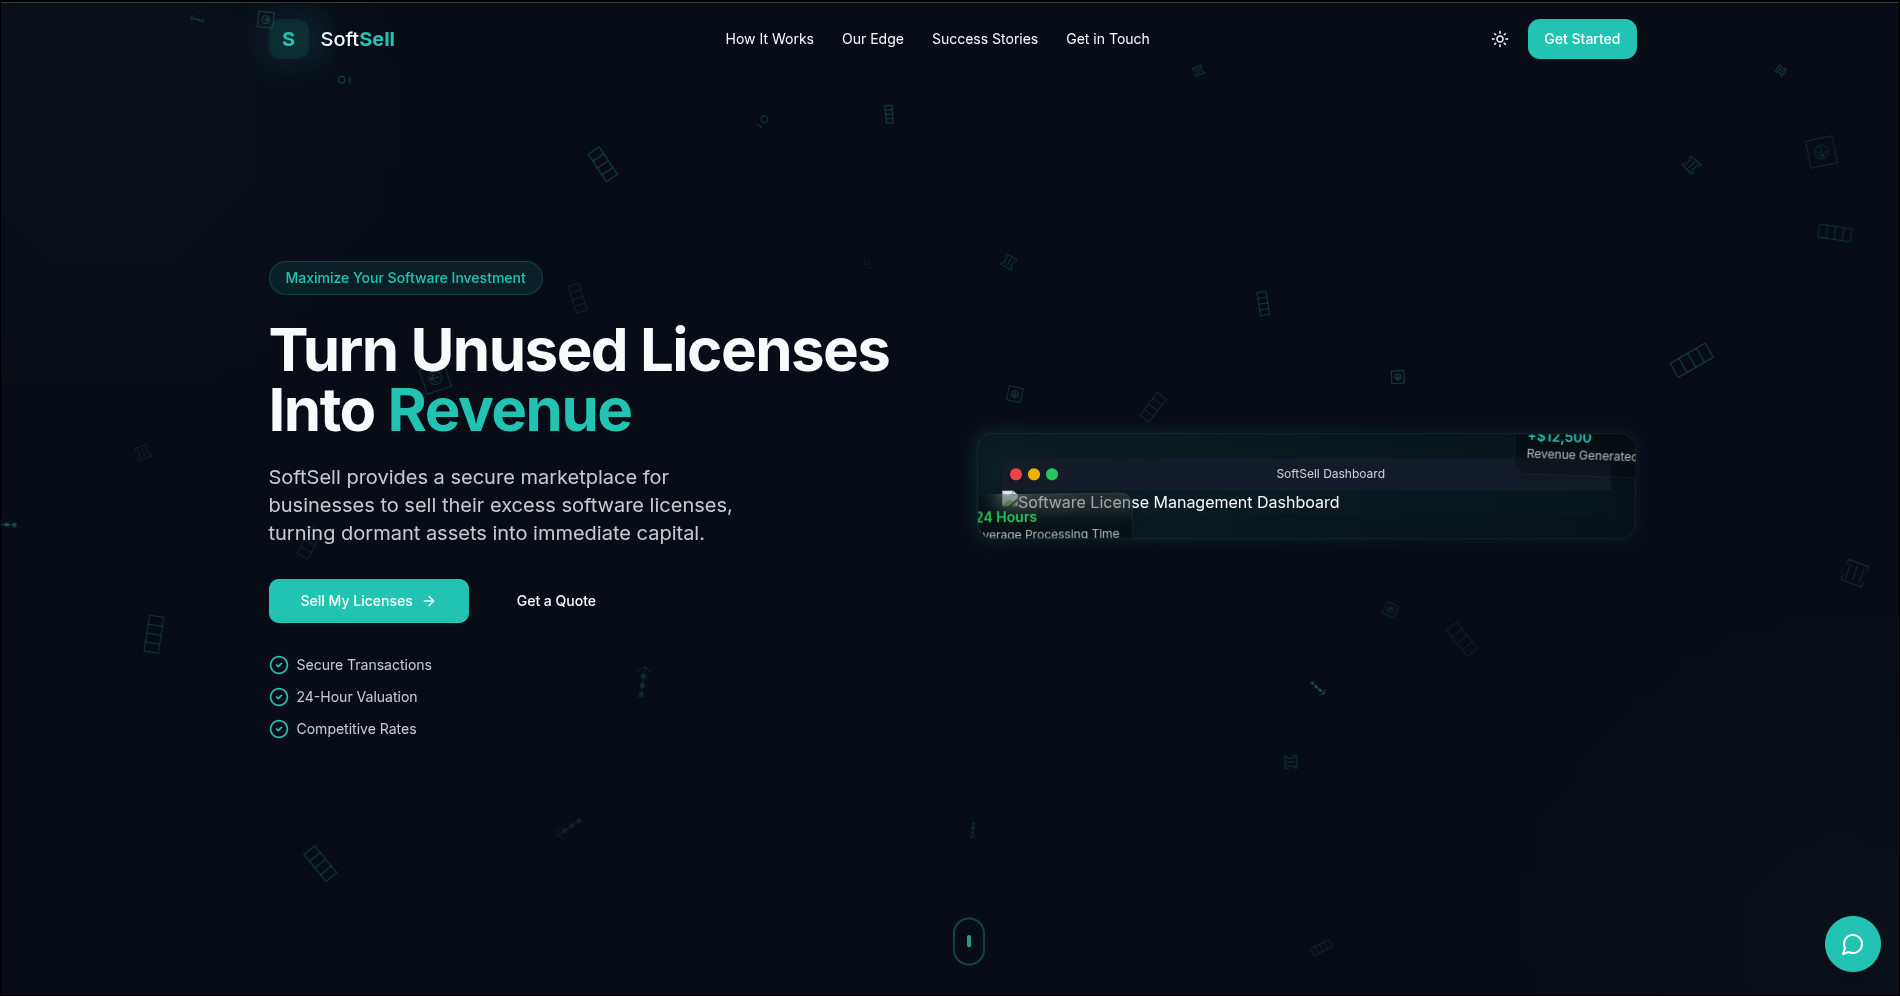 S SoftSell
How It Works
Our Edge
Success Stories
Get in Touch
Get Started
Maximize Your Software Investment
Turn Unused Licenses
Into Revenue
SoftSell provides a secure marketplace for
businesses to sell their excess software licenses,
turning dormant assets into immediate capital.
Sell My Licenses
Get a Quote
Secure Transactions
24-Hour Valuation
Competitive Rates
+$12,500
Revenue Generated
SoftSell Dashboard
Software License Management Dashboard
24 Hours
verage Processing Time